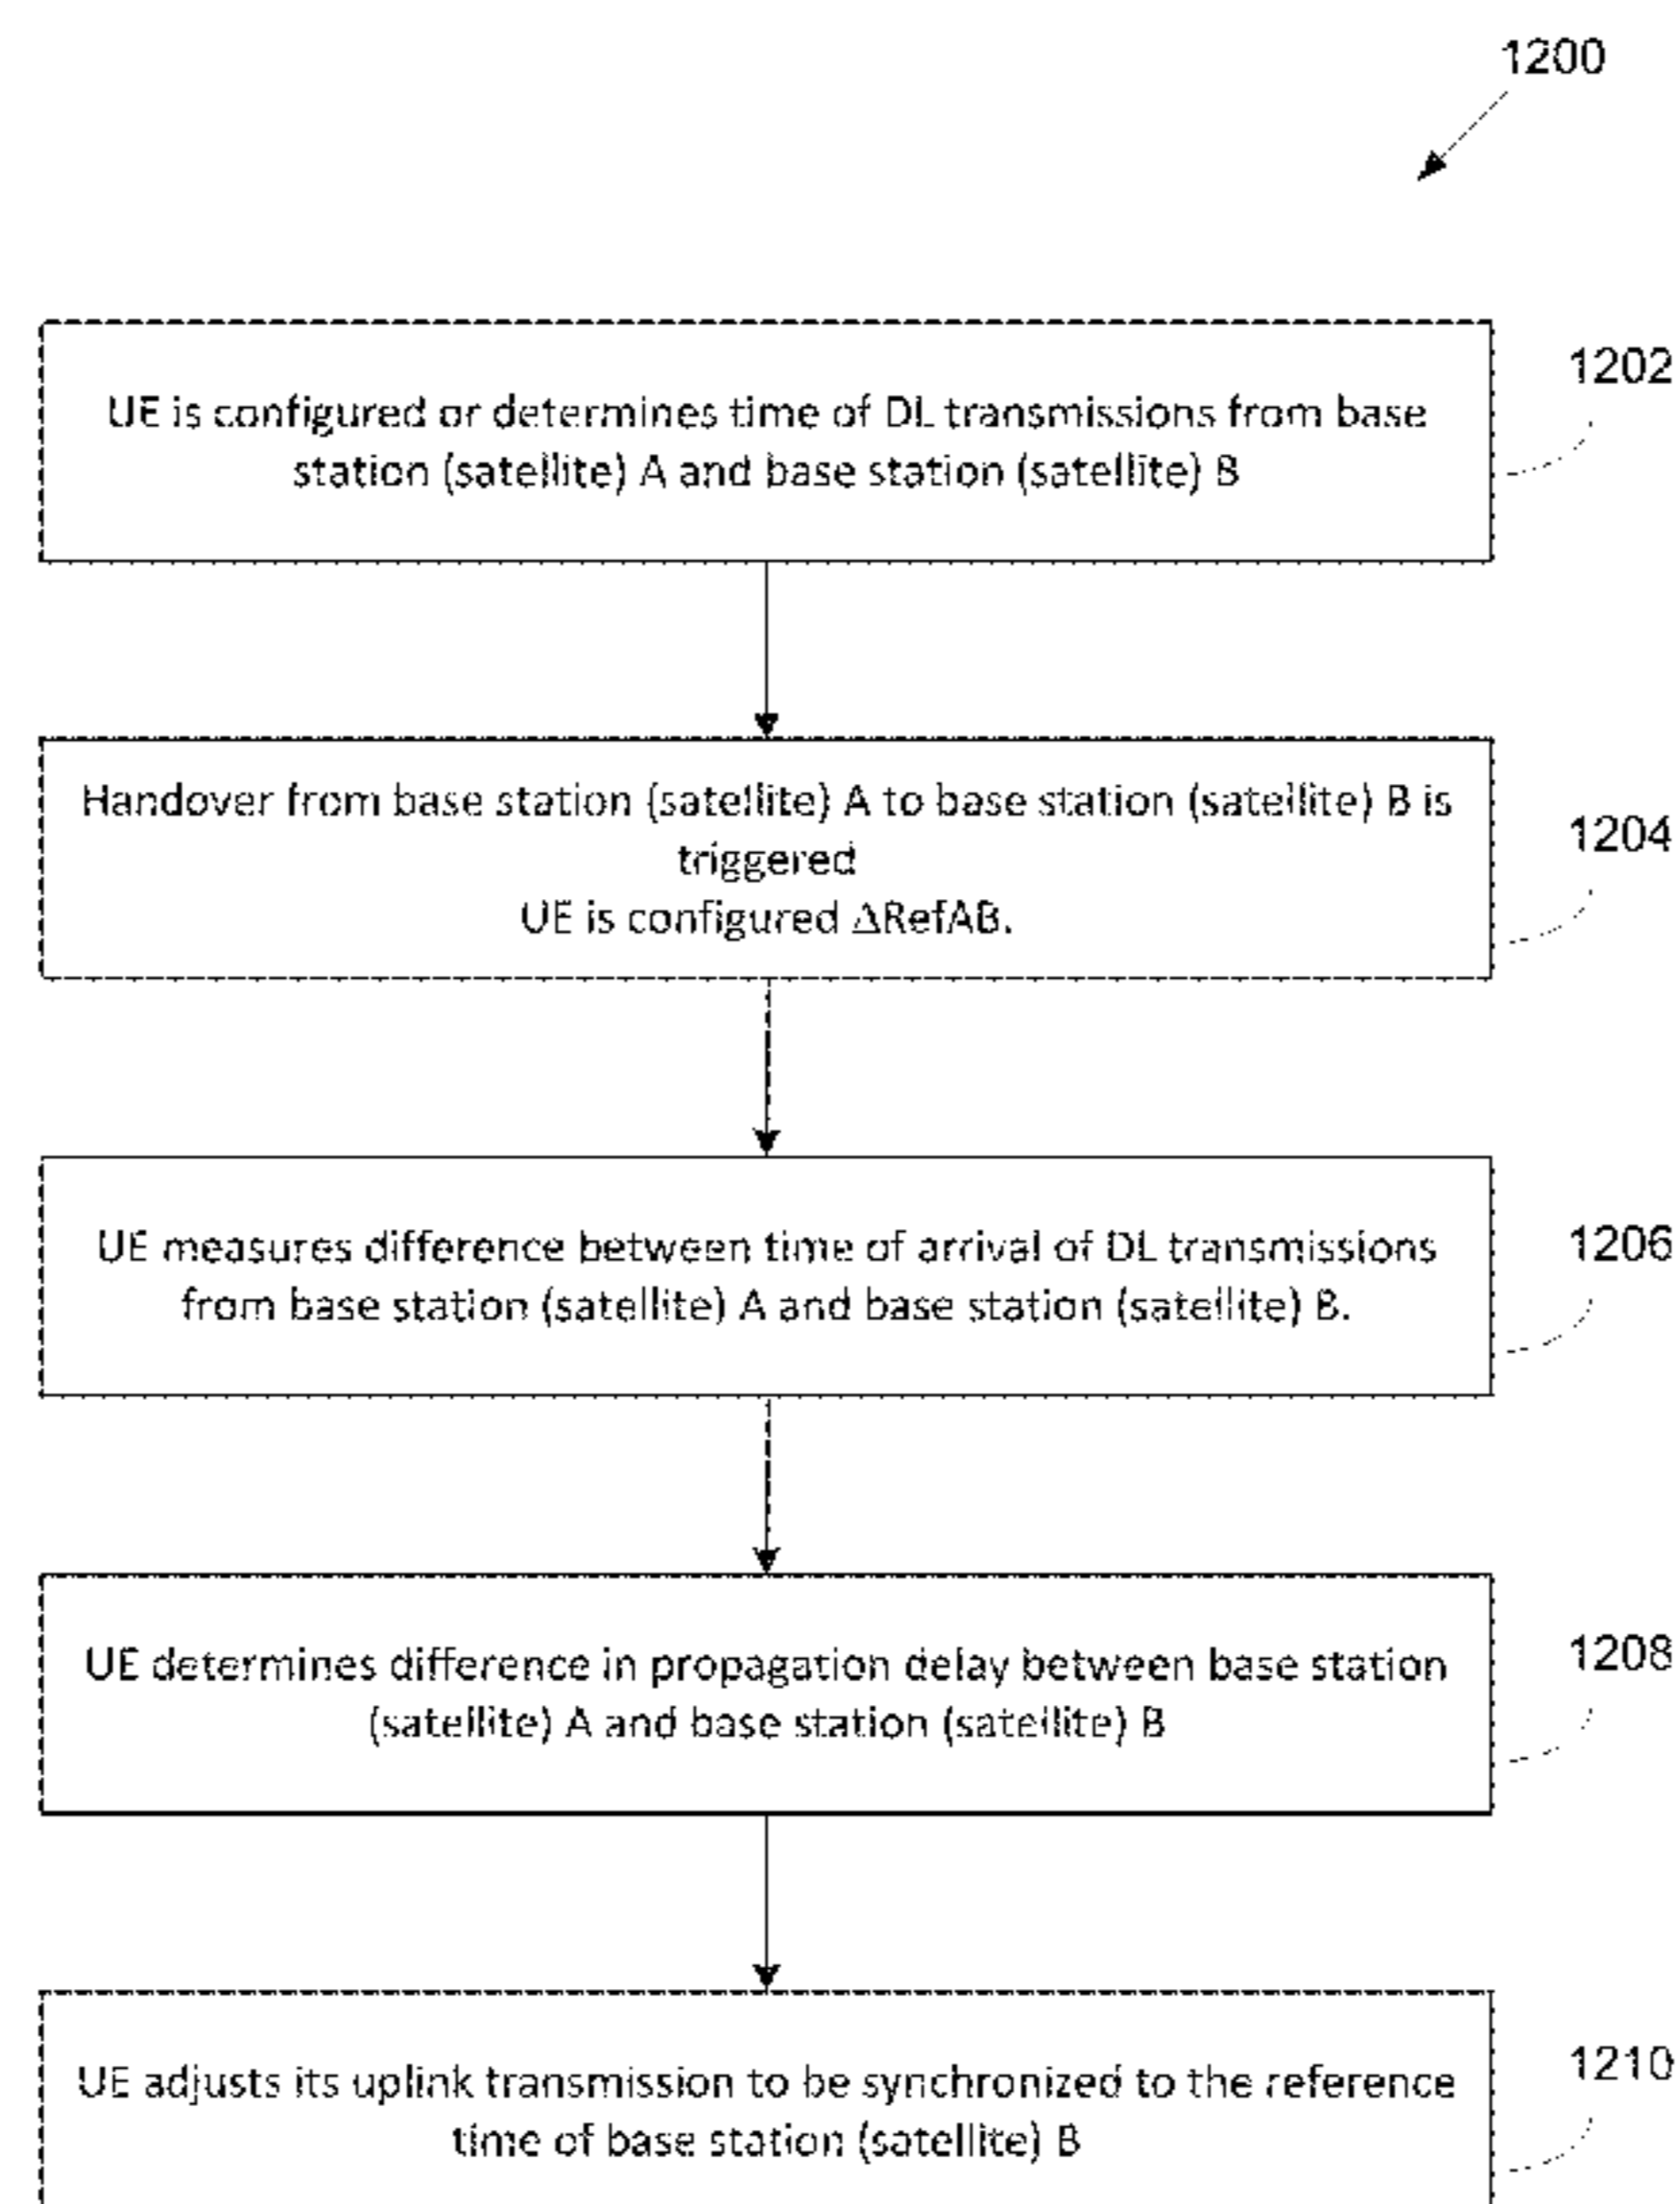 1200
UE is configured or determines time of DL transmissions from base
station (satellite) A and base station (satellite) B
1202
Handover from base station (satellite) A to base station (satellite) B is
triggered
UE is configured ΔRefAB.
1204
UE measures difference between time of arrival of DL transmissions
from base station (satellite) A and base station (satellite) B.
1206
UE determines difference in propagation delay between base station
(satellite) A and base station (satellite) B
1208
UE adjusts its uplink transmission to be synchronized to the reference
time of base station (satellite) B
1210